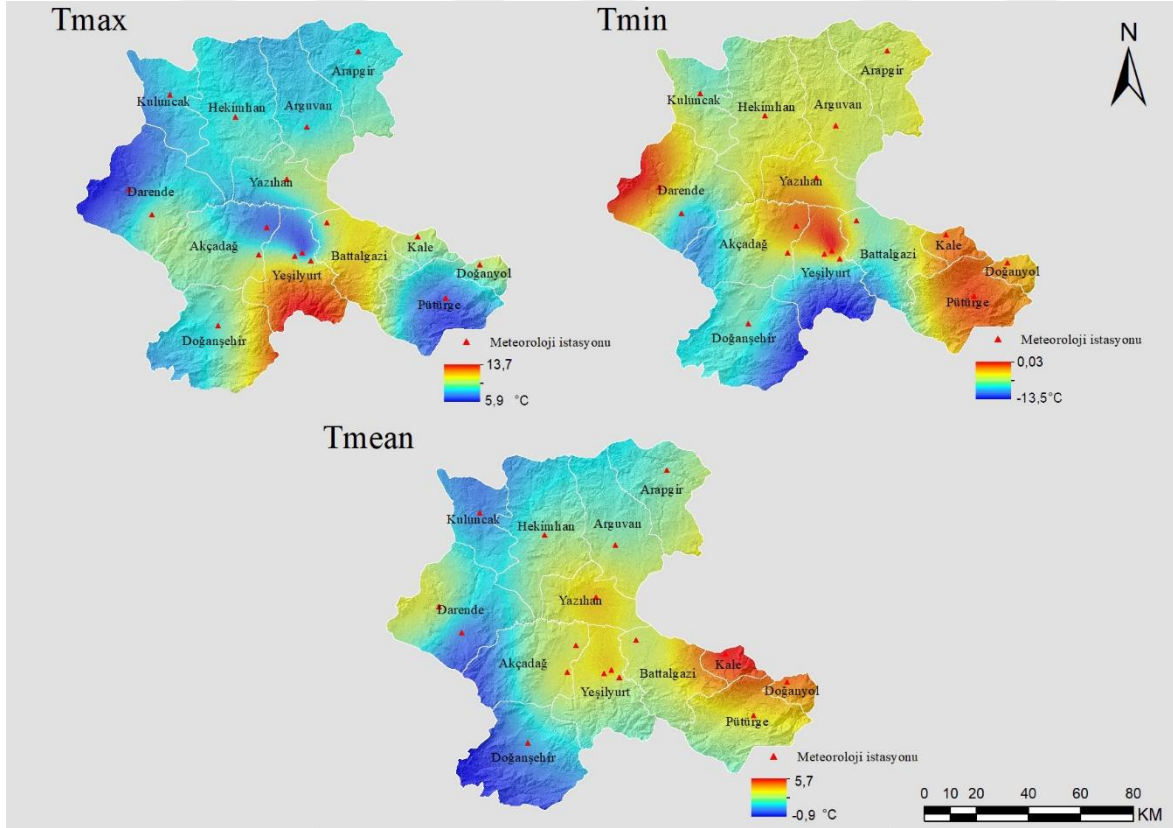 Tmax
Arapgir
Kuluncak
Hekimhan
Arguvan
Yazıhan
Darende
Akçadağ
Battalgazi
Kale
Doğanyol
Yeşilyurt
Pütürge
Doğanşehir
Meteoroloji istasyonu
13,7
5,9 °C
Tmin
N
Arapgir
Kuluncak
Hekimhan
Arguvan
Yazıhan
Darende
Akçadağ
Battalgazi
Kale
Doğanyol
Yeşilyurt
Pütürge
Doğanşehir
Meteoroloji istasyonu
0,03
-13,5°C
Tmean
Arapgir
Kuluncak
Hekimhan
Arguvan
Yazıhan
Darende
Akçadağ
Battalgazi
Kale
Doğanyol
Yeşilyurt
Pütürge
Doğanşehir
Meteoroloji istasyonu
5,7
-0,9 °C
0 10 20 40 60 80
KM